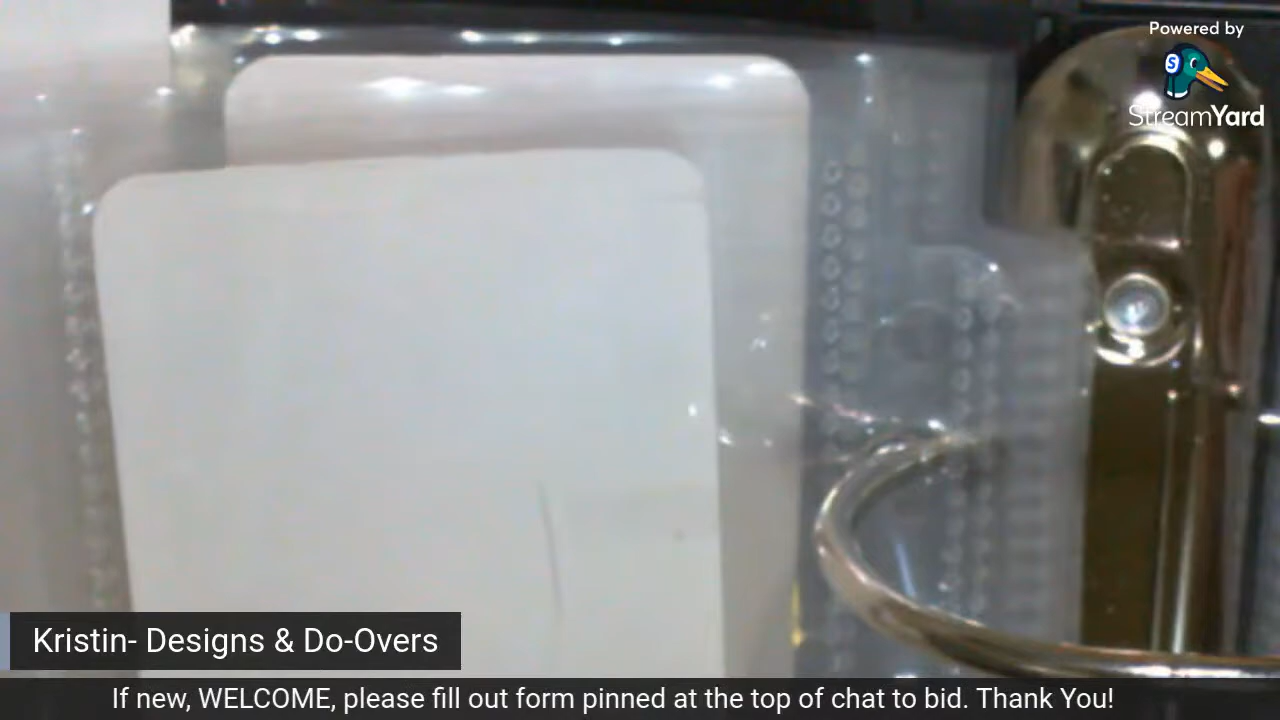 Powered by
StreamYard
Kristin- Designs & Do-Overs
If new, WELCOME, please fill out form pinned at the top of chat to bid. Thank You!